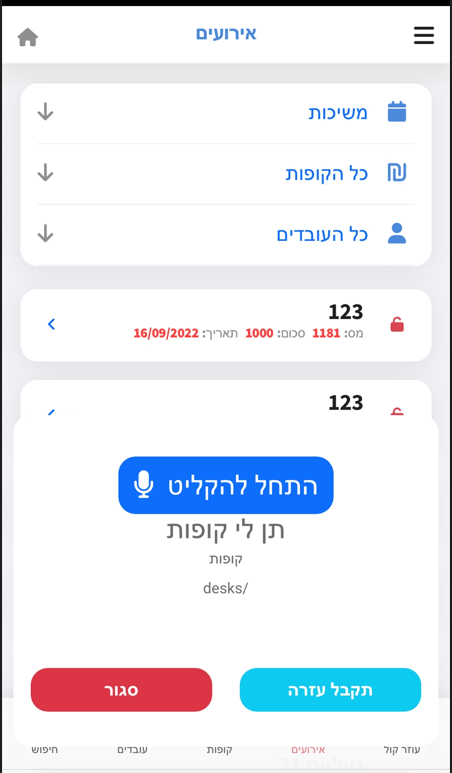 אירועים
משיכות
כל הקופות
כל העובדים
123
מס: 1181 סכום: 1000 תאריך: 16/09/2022
123
התחל להקליט
תן לי קופות
קופות
desks/
תקבל עזרה
סגור
עוזר קול
אירועים
קופות
עובדים
חיפוש